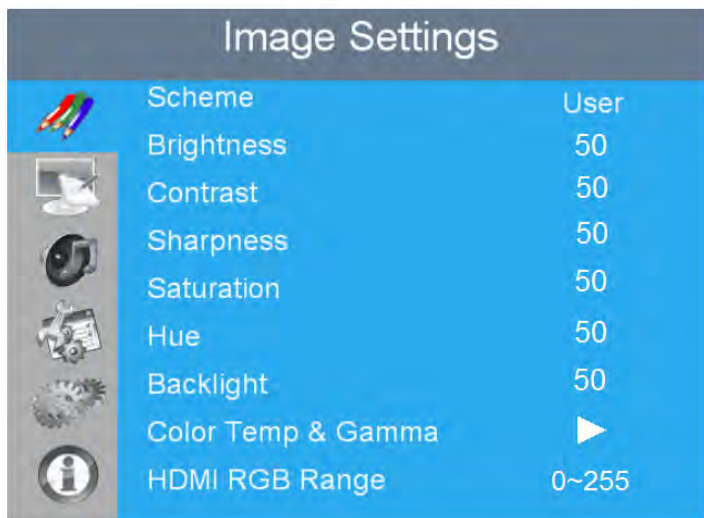 Image Settings
Scheme User
Brightness 50
Contrast 50
Sharpness 50
Saturation 50
Hue 50
Backlight 50
Color Temp & Gamma
HDMI RGB Range 0~255